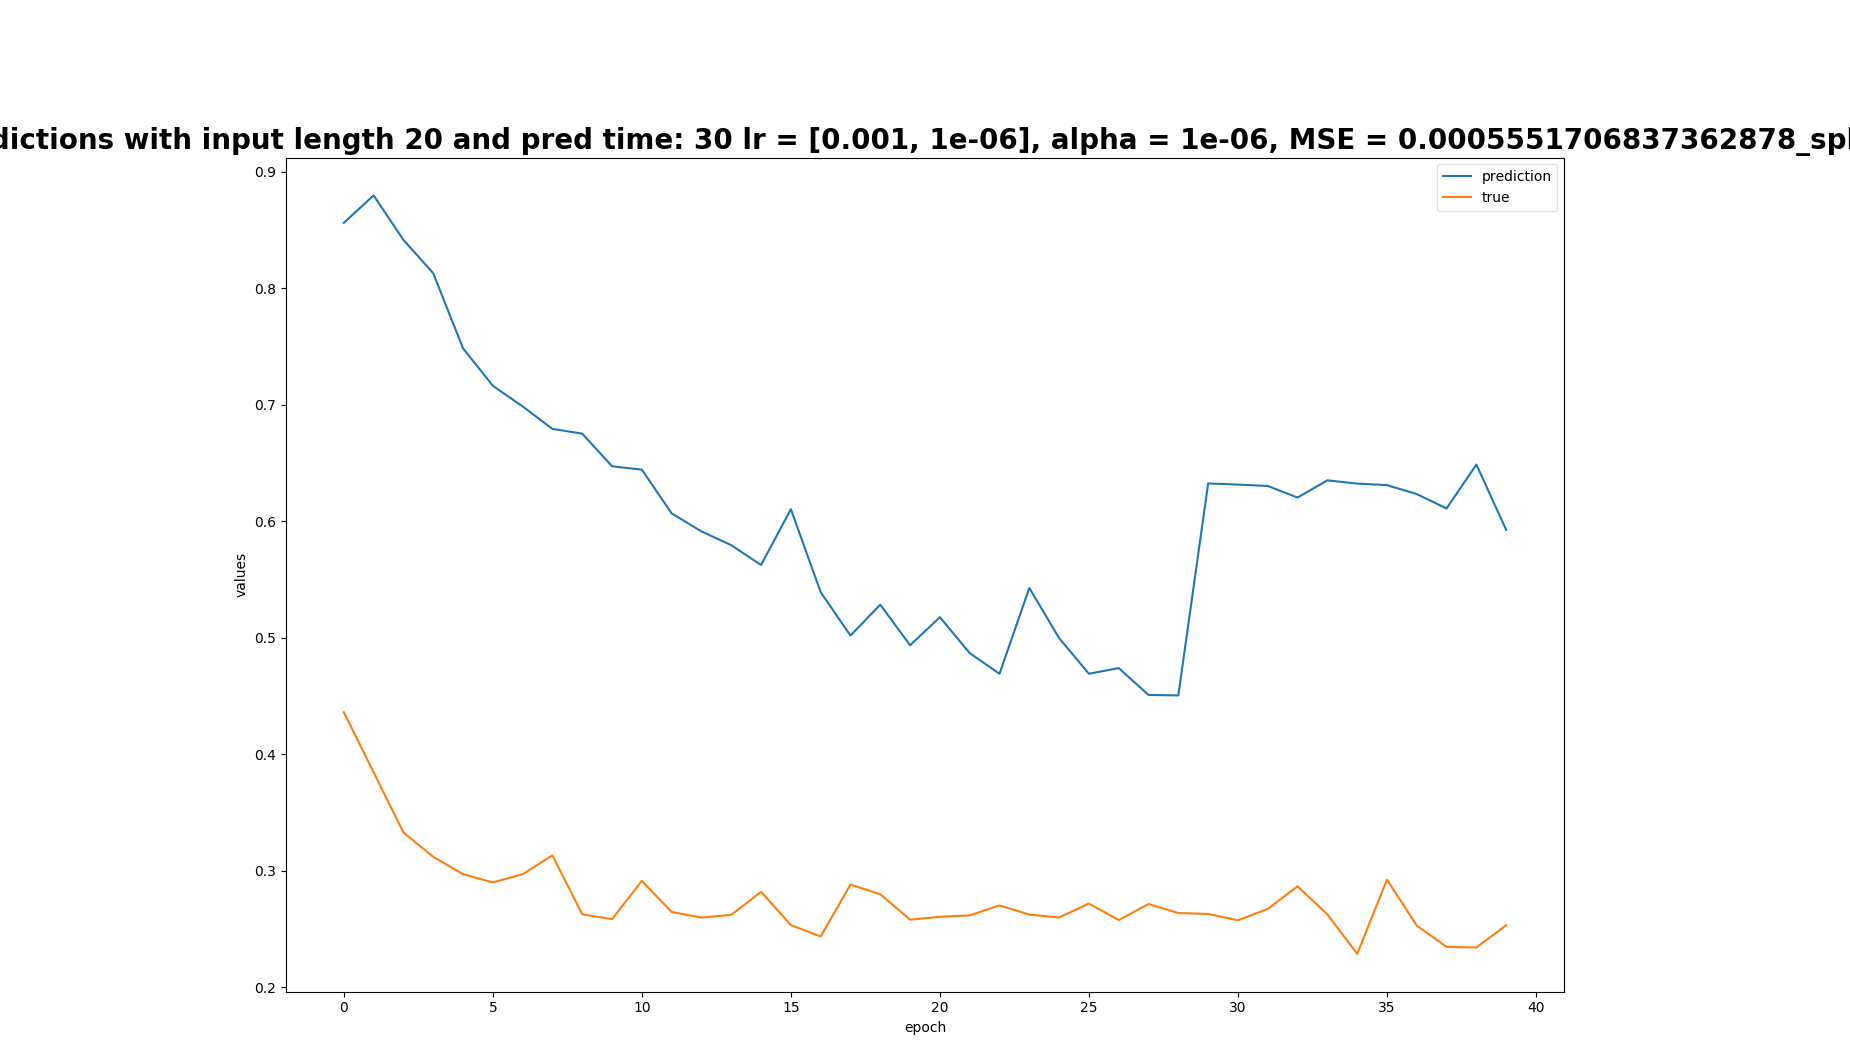 dictions with input length 20 and pred time: 30 lr = [0.001, 1e-06], alpha = 1e-06, MSE = 0.0005551706837362878_spl
prediction
true
0.9
0.8
0.7
0.6
0.5
0.4
0.3
0.2
values
0 5 10 15 20 25 30 35 40
epoch